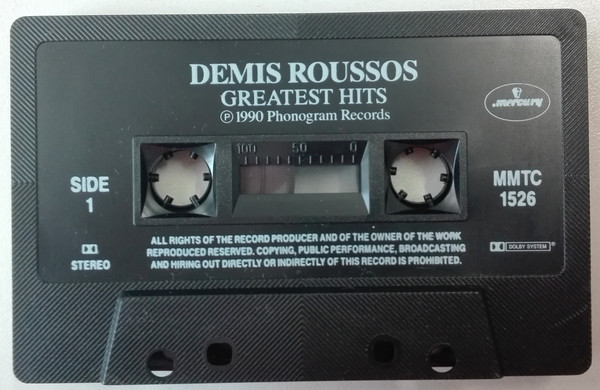 DEMIS ROUSSOS
GREATEST HITS
℗ 1990 Phonogram Records
mercury
100 50 0
SIDE
1
MMTC
1526
STEREO
DOLBY SYSTEM®
ALL RIGHTS OF THE RECORD PRODUCER AND OF THE OWNER OF THE WORK
REPRODUCED RESERVED. COPYING, PUBLIC PERFORMANCE, BROADCASTING
AND HIRING OUT DIRECTLY OR INDIRECTLY OF THIS RECORD IS PROHIBITED.